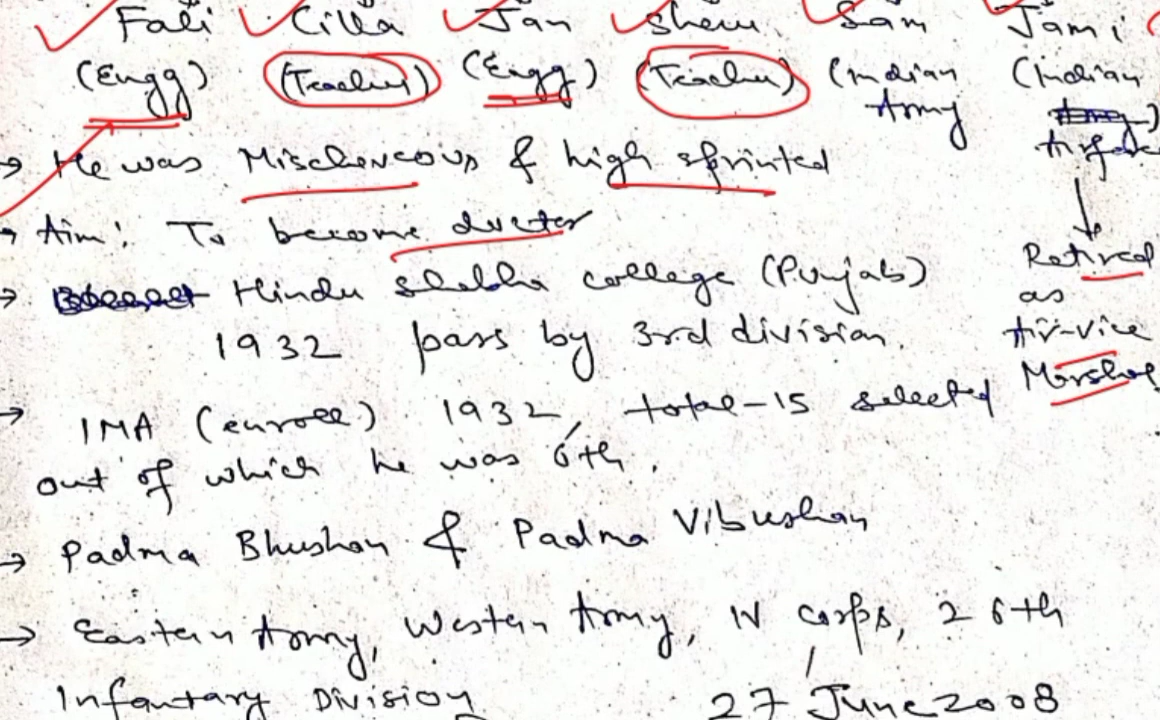 Fali Cilla Jan Sheru Sam Jami
(Engg) (Teacher) (Engg) (Teacher) (Indian Army (Indian Airforce
→ He was Mischeveous & high sprinted
→ Aim: To become doctor
→ Hindu Sabha college (Punjab)
1932 pass by 3rd division.
Retired as Air-vice Marshal
→ IMA (enroll) 1932, total-15 selected
out of which he was 6th.
→ Padma Bhushan & Padma Vibushan
→ Eastern Army, Western Army, IV corps, 26th
Infantary Division 27 June 2008